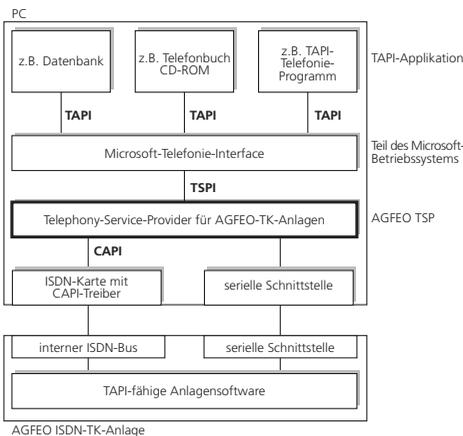 PC
z.B. Datenbank
z.B. Telefonbuch
CD-ROM
z.B. TAPI-
Telefonie-
Programm
TAPI-Applikation
TAPI
TAPI
TAPI
Microsoft-Telefonie-Interface
Teil des Microsoft-
Betriebssystems
TSPI
Telephony-Service-Provider für AGFEO-TK-Anlagen
AGFEO TSP
CAPI
ISDN-Karte mit
CAPI-Treiber
serielle Schnittstelle
interner ISDN-Bus
serielle Schnittstelle
TAPI-fähige Anlagensoftware
AGFEO ISDN-TK-Anlage